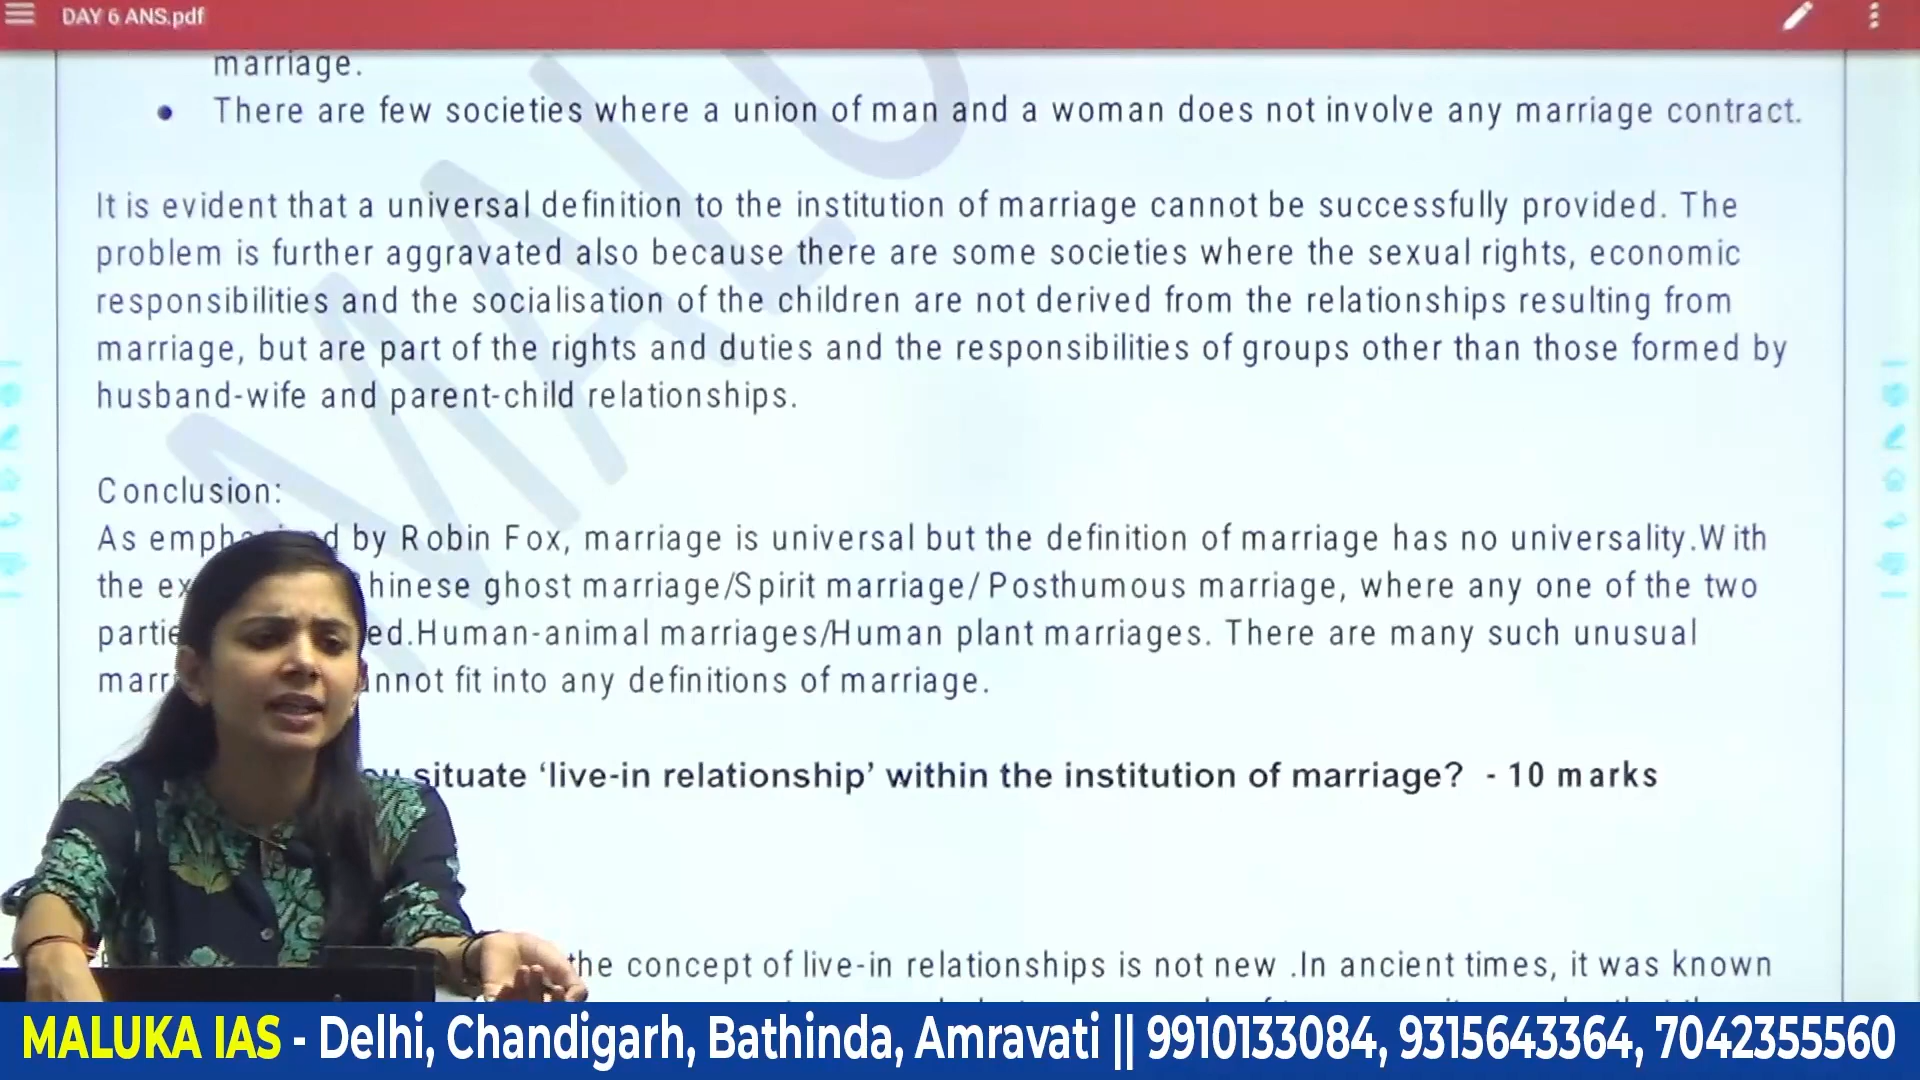 DAY 6 ANS.pdf
marriage.
• There are few societies where a union of man and a woman does not involve any marriage contract.
It is evident that a universal definition to the institution of marriage cannot be successfully provided. The
problem is further aggravated also because there are some societies where the sexual rights, economic
responsibilities and the socialisation of the children are not derived from the relationships resulting from
marriage, but are part of the rights and duties and the responsibilities of groups other than those formed by
husband-wife and parent-child relationships.
Conclusion:
As by Robin Fox, marriage is universal but the definition of marriage has no universality.With
the ghost marriage/Spirit marriage/ Posthumous marriage, where any one of the two
Human-animal marriages/Human plant marriages. There are many such unusual
fit into any definitions of marriage.
situate ‘live-in relationship’ within the institution of marriage? - 10 marks
the concept of live-in relationships is not new .In ancient times, it was known
MALUKA IAS - Delhi, Chandigarh, Bathinda, Amravati || 9910133084, 9315643364, 7042355560